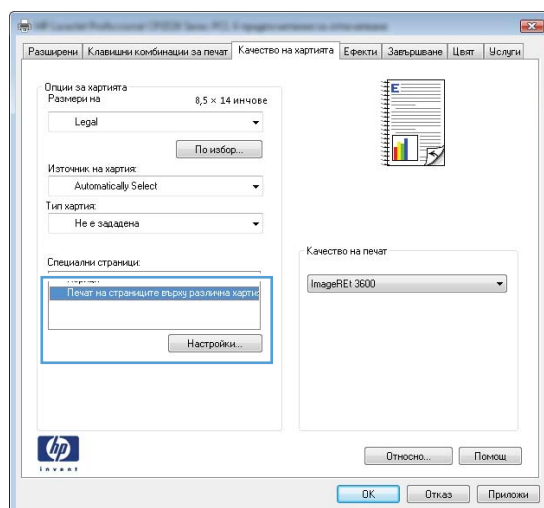 Разширени Клавишни комбинации за печат Качество на хартията Ефекти Завършване Цвят Услуги
Опции за хартията
Размери на 8,5 × 14 инчове
Legal
По избор...
Източник на хартия:
Automatically Select
Тип хартия:
Не е зададена
Специални страници:
Печат на страниците върху различна харти
Настройки...
Качество на печат
ImageREt 3600
E
hp
invent
Относно... Помощ
OK Отказ Приложи